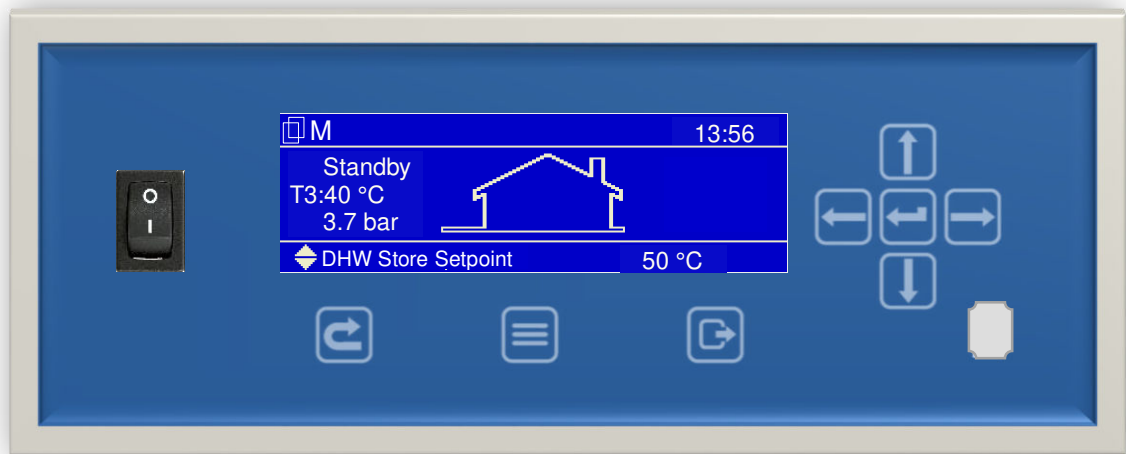 M
13:56
Standby
T3:40 °C
3.7 bar
DHW Store Setpoint 50 °C
O
I